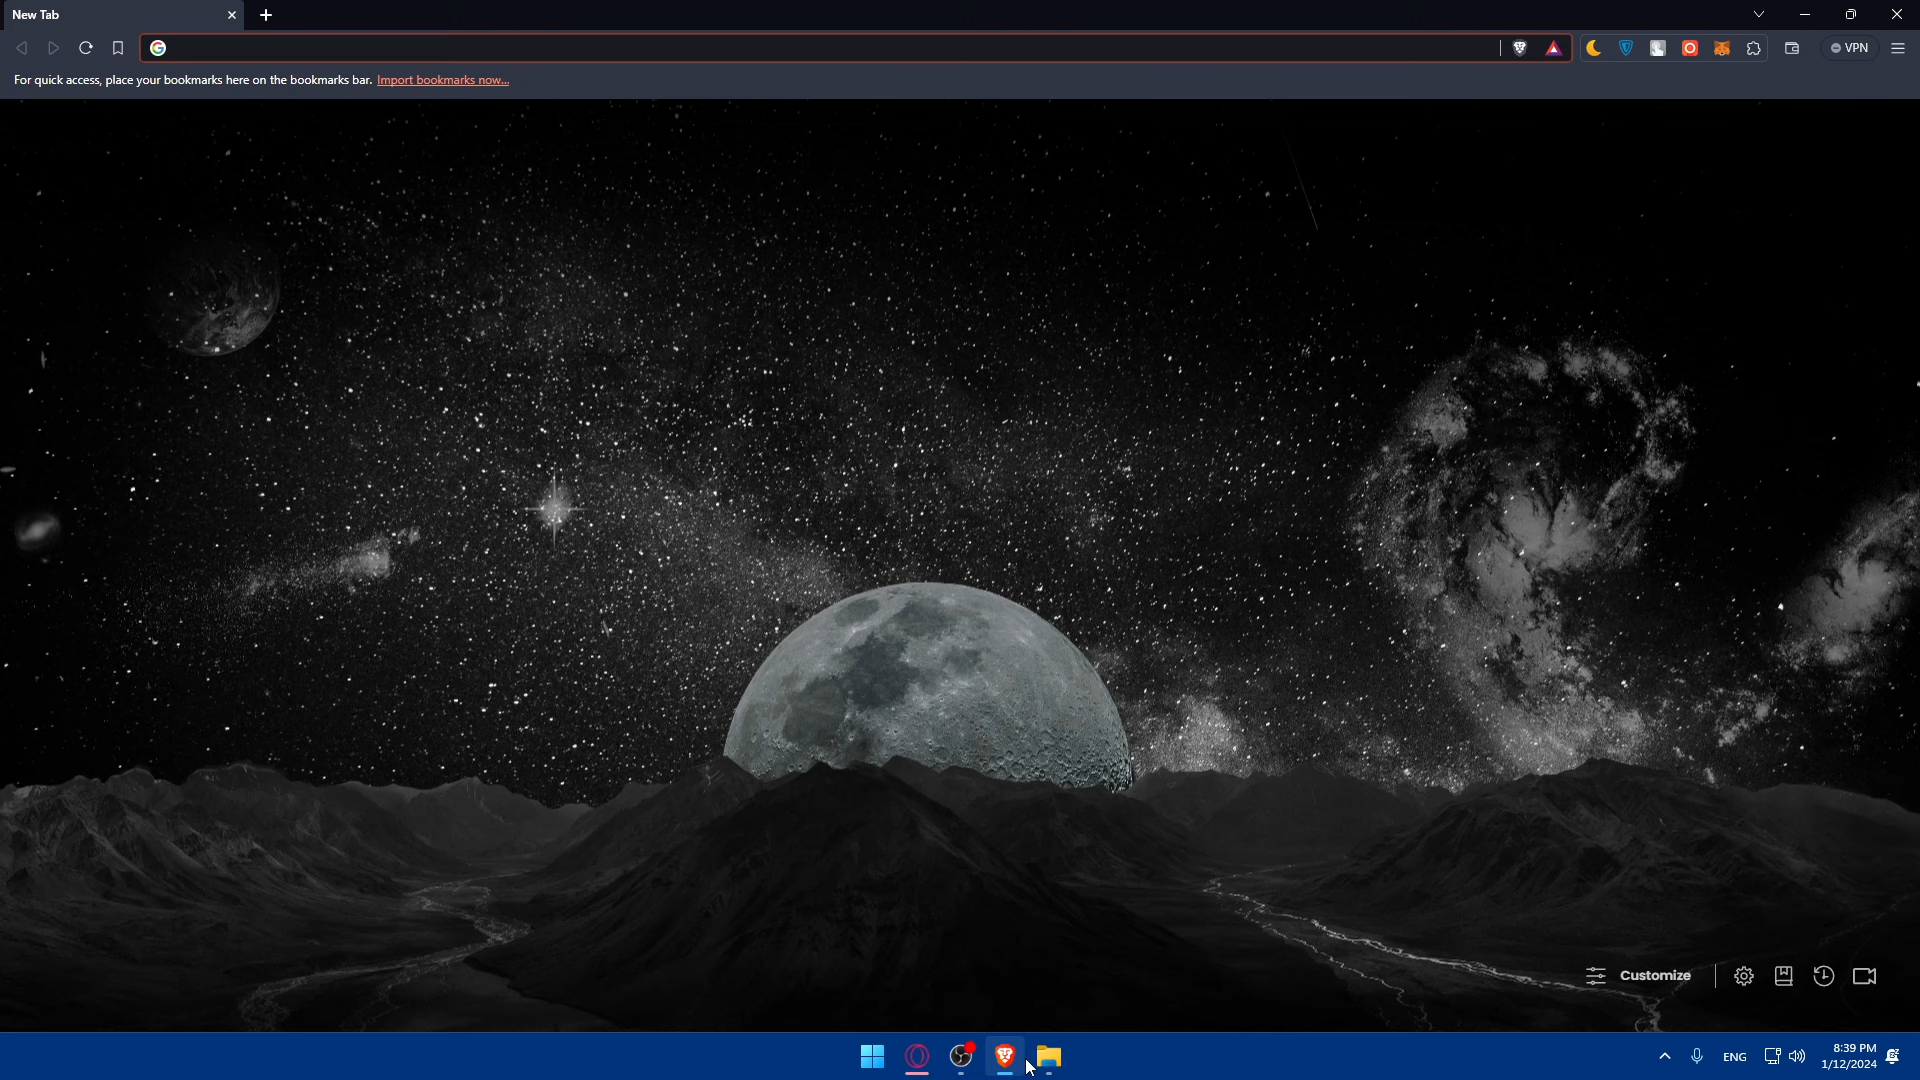 New Tab
VPN
For quick access, place your bookmarks here on the bookmarks bar. Import bookmarks now...
Customize
ENG
8:39 PM
1/12/2024